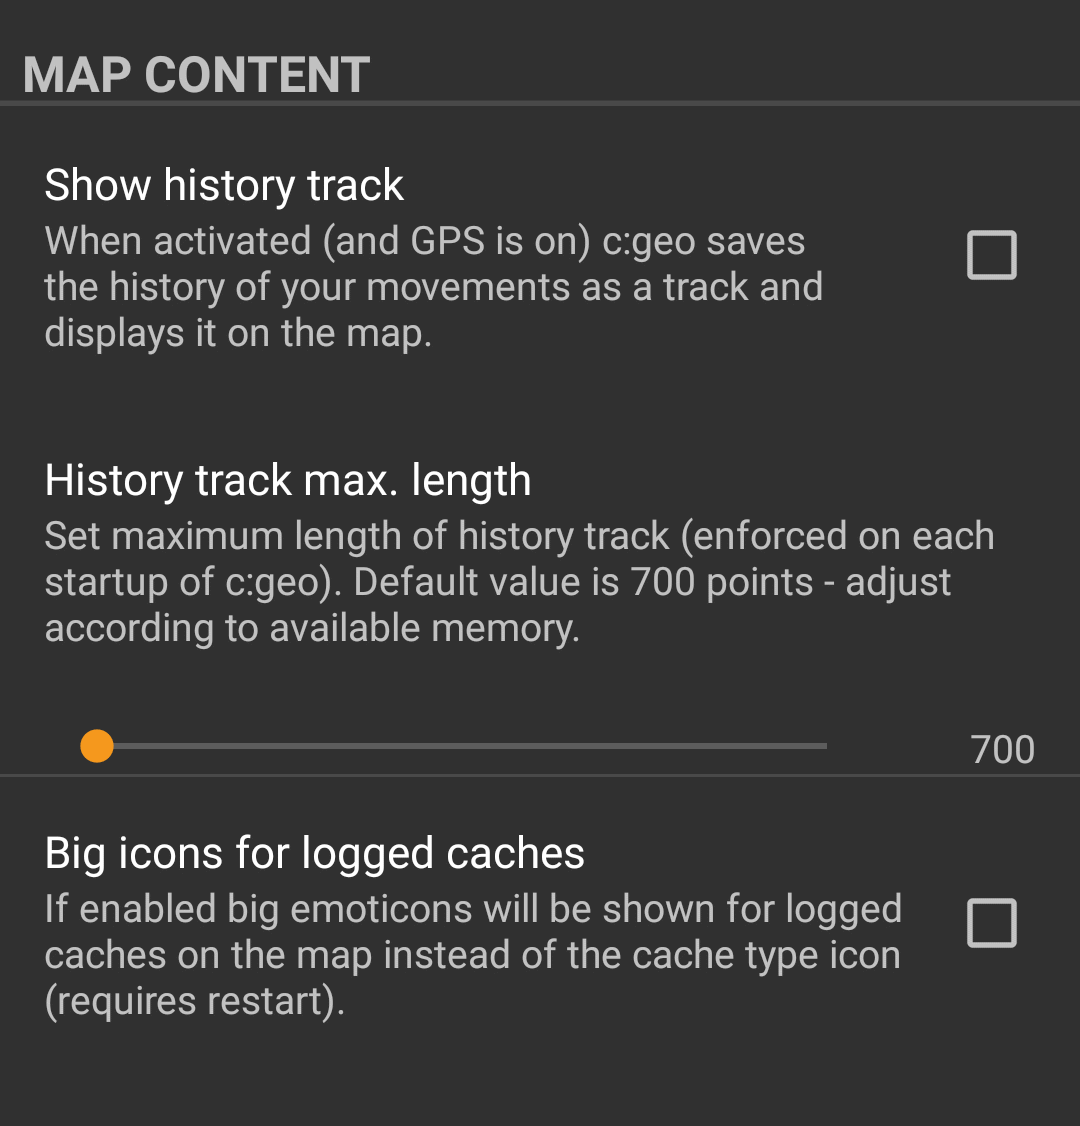 MAP CONTENT
Show history track
When activated (and GPS is on) c:geo saves
the history of your movements as a track and
displays it on the map.
History track max. length
Set maximum length of history track (enforced on each
startup of c:geo). Default value is 700 points - adjust
according to available memory.
700
Big icons for logged caches
If enabled big emoticons will be shown for logged
caches on the map instead of the cache type icon
(requires restart).